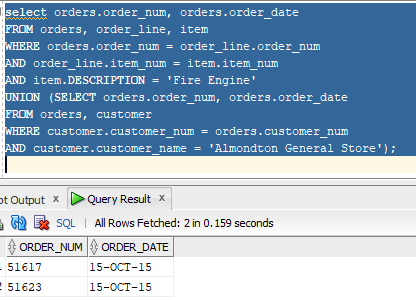 select orders.order_num, orders.order_date
FROM orders, order_line, item
WHERE orders.order_num = order_line.order_num
AND order_line.item_num = item.item_num
AND item.DESCRIPTION = 'Fire Engine'
UNION (SELECT orders.order_num, orders.order_date
FROM orders, customer
WHERE customer.customer_num = orders.customer_num
AND customer.customer_name = 'Almondton General Store');
Output x Query Result x
SQL | All Rows Fetched: 2 in 0.159 seconds
ORDER_NUM ORDER_DATE
51617 15-OCT-15
51623 15-OCT-15